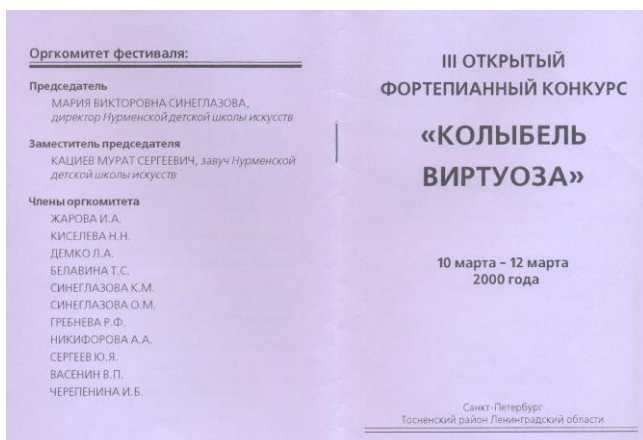 Оргкомитет фестиваля:
Председатель
МАРИЯ ВИКТОРОВНА СИНЕГЛАЗОВА,
директор Нурменской детской школы искусств
Заместитель председателя
КАЦИЕВ МУРАТ СЕРГЕЕВИЧ, завуч Нурменской
детской школы искусств
Члены оргкомитета
ЖАРОВА И.А.
КИСЕЛЕВА Н.Н.
ДЕМКО Л.А.
БЕЛАВИНА Т.С.
СИНЕГЛАЗОВА К.М.
СИНЕГЛАЗОВА О.М.
ГРЕБНЕВА Р.Ф.
НИКИФОРОВА А.А.
СЕРГЕЕВ Ю.Я.
ВАСЕНИН В.П.
ЧЕРЕПЕНИНА И.Б.
III ОТКРЫТЫЙ
ФОРТЕПИАННЫЙ КОНКУРС
«КОЛЫБЕЛЬ
ВИРТУОЗА»
10 марта – 12 марта
2000 года
Санкт-Петербург
Тосненский район Ленинградской области